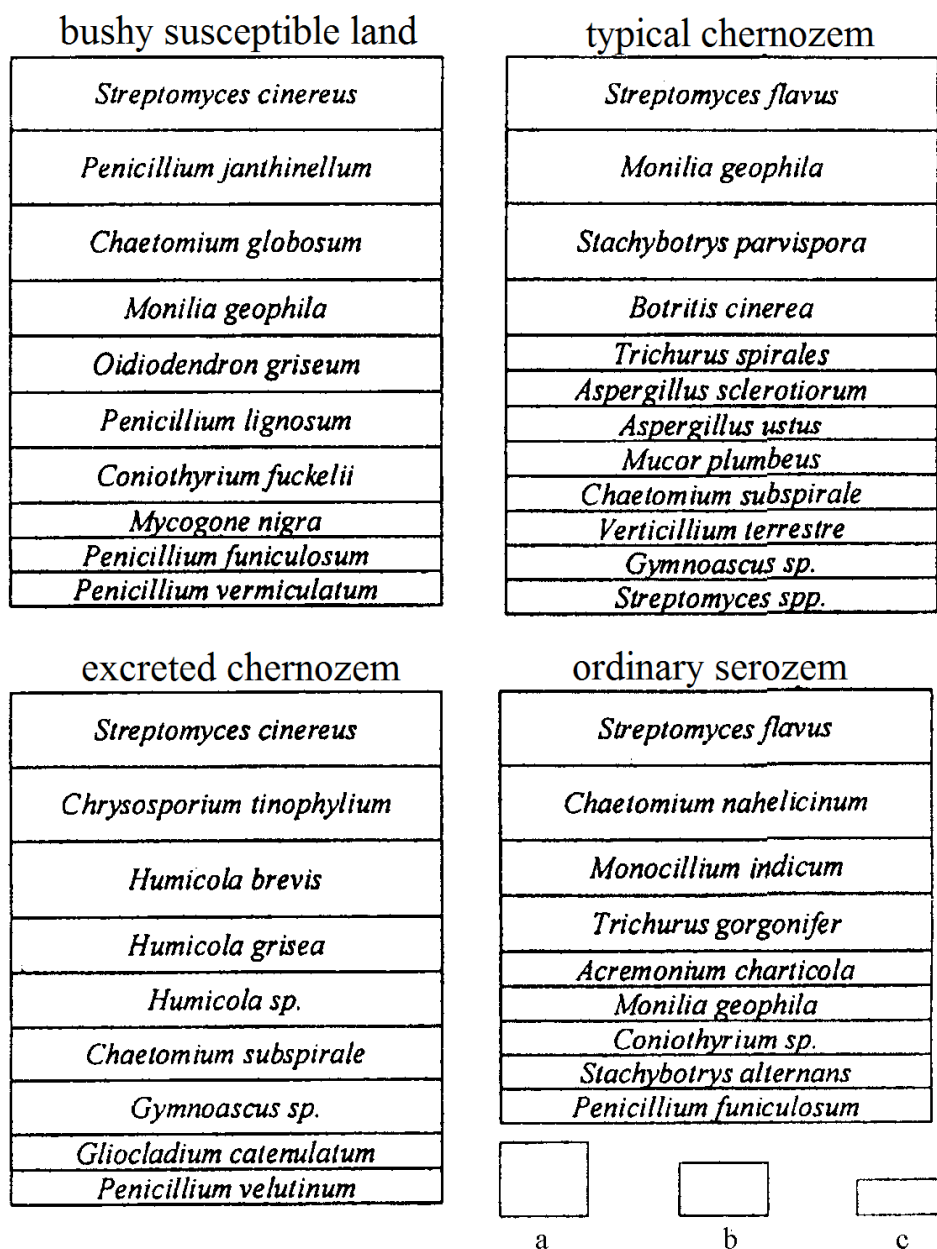 bushy susceptible land
Streptomyces cinereus
Penicillium janthinellum
Chaetomium globosum
Monilia geophila
Oidiodendron griseum
Penicillium lignosum
Coniothyrium fuckelii
Mycogone nigra
Penicillium funiculosum
Penicillium vermiculatum
typical chernozem
Streptomyces flavus
Monilia geophila
Stachybotrys parvispora
Botritis cinerea
Trichurus spirales
Aspergillus sclerotiorum
Aspergillus ustus
Mucor plumbeus
Chaetomium subspirale
Verticillium terrestre
Gymnoascus sp.
Streptomyces spp.
excreted chernozem
Streptomyces cinereus
Chrysosporium tinophylium
Humicola brevis
Humicola grisea
Humicola sp.
Chaetomium subspirale
Gymnoascus sp.
Gliocladium catenulatum
Penicillium velutinum
ordinary serozem
Streptomyces flavus
Chaetomium nahelicinum
Monocillium indicum
Trichurus gorgonifer
Acremonium charticola
Monilia geophila
Coniothyrium sp.
Stachybotrys alternans
Penicillium funiculosum
a b c